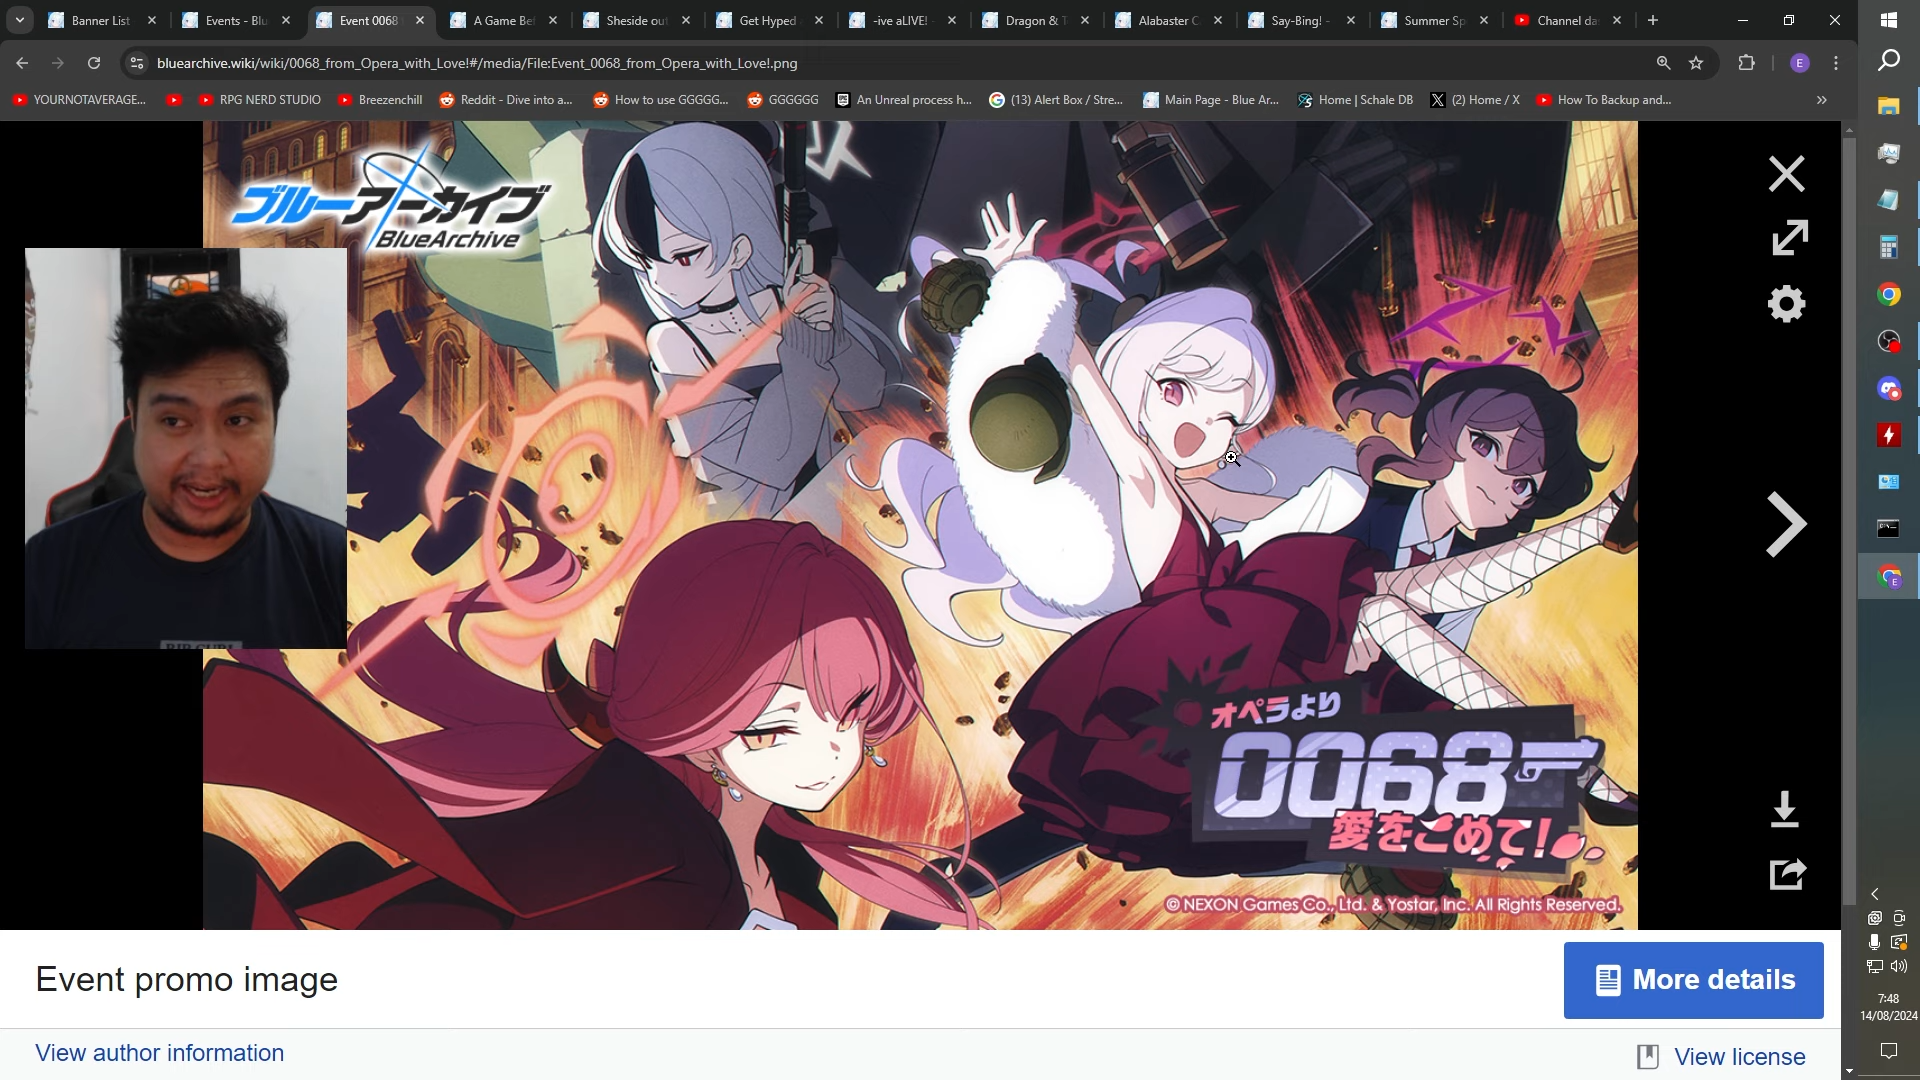 Banner List
Events - Blu
Event 0068
A Game Be
Sheside ou
Get Hyped
-ive aLIVE! -
Dragon & T
Alabaster C
Say-Bing! -
Summer Sp
Channel da
bluearchive.wiki/wiki/0068_from_Opera_with_Love!#/media/File:Event_0068_from_Opera_with_Love!.png
E
YOURNOTAVERAGE...
RPG NERD STUDIO
Breezenchill
Reddit - Dive into a...
How to use GGGGG...
GGGGGG
An Unreal process h...
(13) Alert Box / Stre...
Main Page - Blue Ar...
Home | Schale DB
(2) Home / X
How To Backup and...
ブルーアーカイブ
BlueArchive
RIP CURL
オペラより
0068
愛をこめて!
© NEXON Games Co., Ltd. & Yostar, Inc. All Rights Reserved.
Event promo image
More details
View author information
View license
7:48
14/08/2024